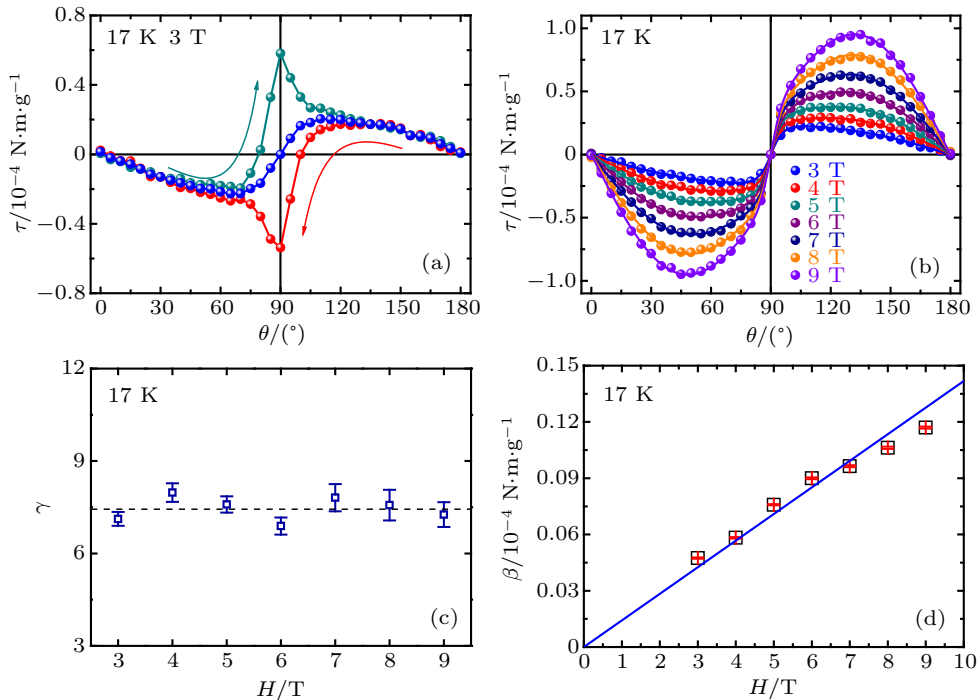 17 K 3 T
τ/10⁻⁴ N·m·g⁻¹
0.8
0.4
0
−0.4
−0.8
0 30 60 90 120 150 180
θ/(°)
(a)
17 K
τ/10⁻⁴ N·m·g⁻¹
1.0
0.5
0
−0.5
−1.0
0 30 60 90 120 150 180
θ/(°)
3 T
4 T
5 T
6 T
7 T
8 T
9 T
(b)
17 K
γ
12
9
6
3
3 4 5 6 7 8 9
H/T
(c)
17 K
β/10⁻⁴ N·m·g⁻¹
0.15
0.12
0.09
0.06
0.03
0
0 1 2 3 4 5 6 7 8 9 10
H/T
(d)